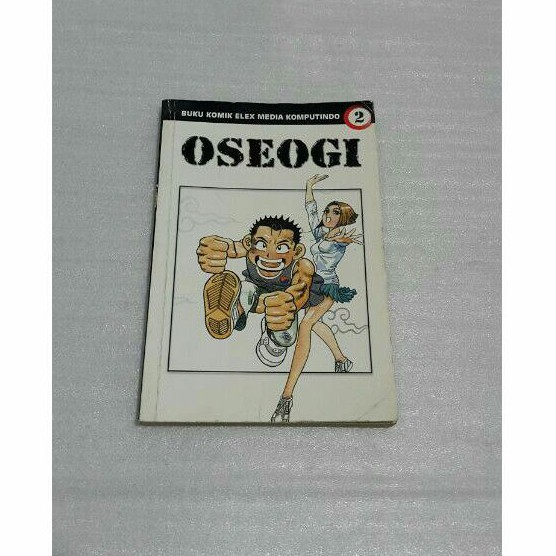 BUKU KOMIK ELEX MEDIA KOMPUTINDO 2
OSEOGI